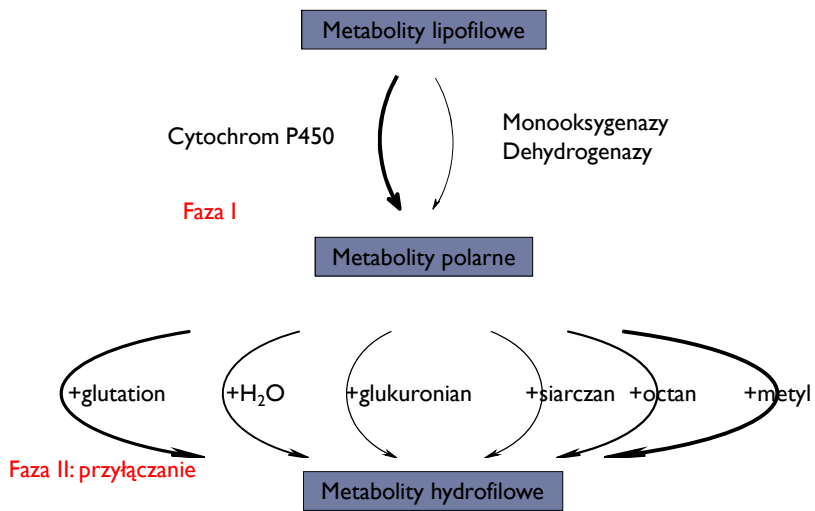 Metabolity lipofilowe
Cytochrom P450
Monooksygenazy
Dehydrogenazy
Faza I
Metabolity polarne
+glutation
+H₂O
+glukuronian
+siarczan
+octan
+metyl
Faza II: przyłączanie
Metabolity hydrofilowe